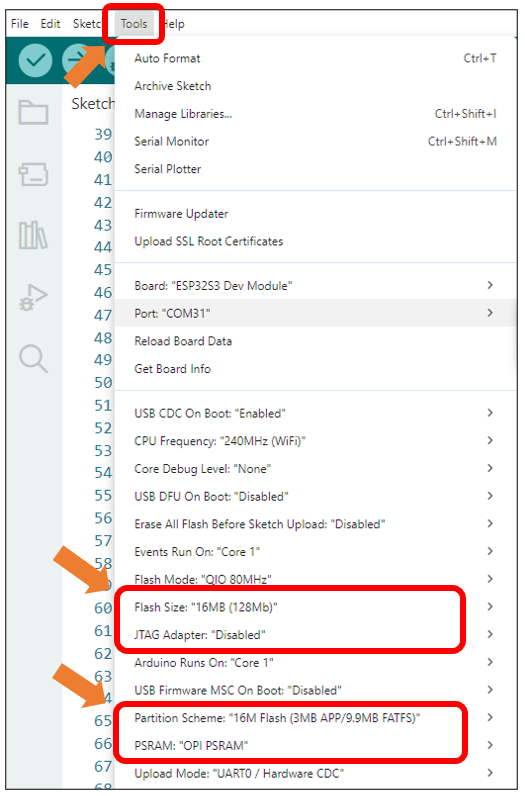 File Edit Sketc Tools elp
Auto Format Ctrl+T
Archive Sketch
Manage Libraries... Ctrl+Shift+I
Serial Monitor Ctrl+Shift+M
Serial Plotter
Firmware Updater
Upload SSL Root Certificates
Board: "ESP32S3 Dev Module"
Port: "COM31"
Reload Board Data
Get Board Info
USB CDC On Boot: "Enabled"
CPU Frequency: "240MHz (WiFi)"
Core Debug Level: "None"
USB DFU On Boot: "Disabled"
Erase All Flash Before Sketch Upload: "Disabled"
Events Run On: "Core 1"
Flash Mode: "QIO 80MHz"
Flash Size: "16MB (128Mb)"
JTAG Adapter: "Disabled"
Arduino Runs On: "Core 1"
USB Firmware MSC On Boot: "Disabled"
Partition Scheme: "16M Flash (3MB APP/9.9MB FATFS)"
PSRAM: "OPI PSRAM"
Upload Mode: "UART0 / Hardware CDC"
Sketch
39
40
41
42
43
44
45
46
47
48
49
50
51
52
53
54
55
56
57
58
60
61
62
63
4
65
66
67
68